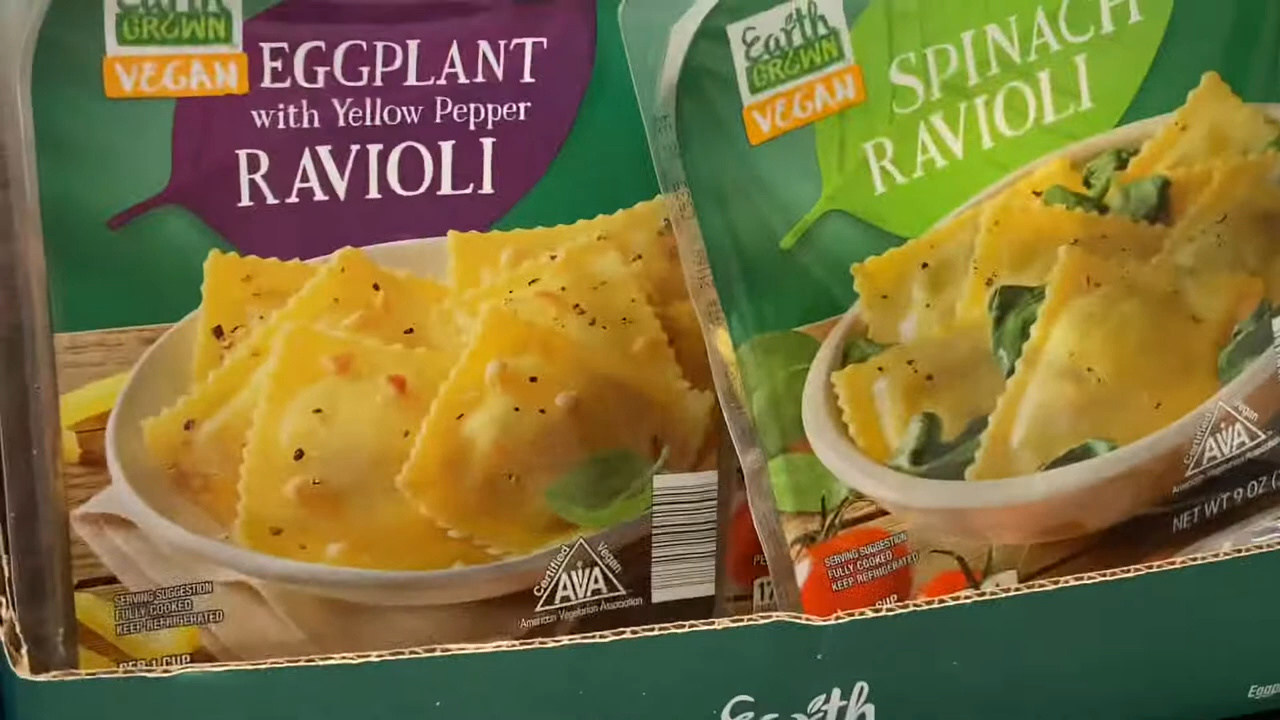 Earth
GROWN
VEGAN
EGGPLANT
with Yellow Pepper
RAVIOLI
SERVING SUGGESTION
FULLY COOKED
KEEP REFRIGERATED
PER 1 CUP
Certified Vegan
AVA
American Vegetarian Association
Earth
GROWN
VEGAN
SPINACH
RAVIOLI
SERVING SUGGESTION
FULLY COOKED
KEEP REFRIGERATED
CUP
Certified Vegan
AVA
American Vegetarian Association
NET WT 9 OZ
Earth